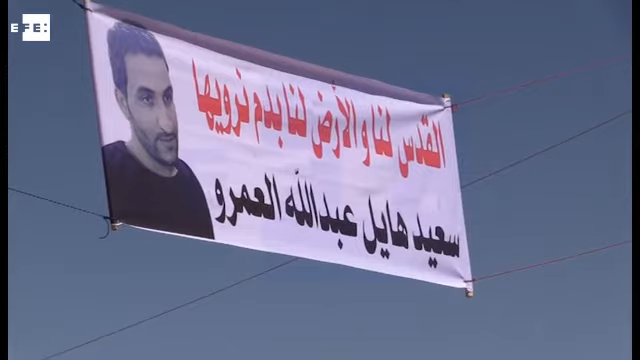 EFE:
القدس لنا و الأرض لنا بدم نرويها
سعيد هايل عبدالله العمرو